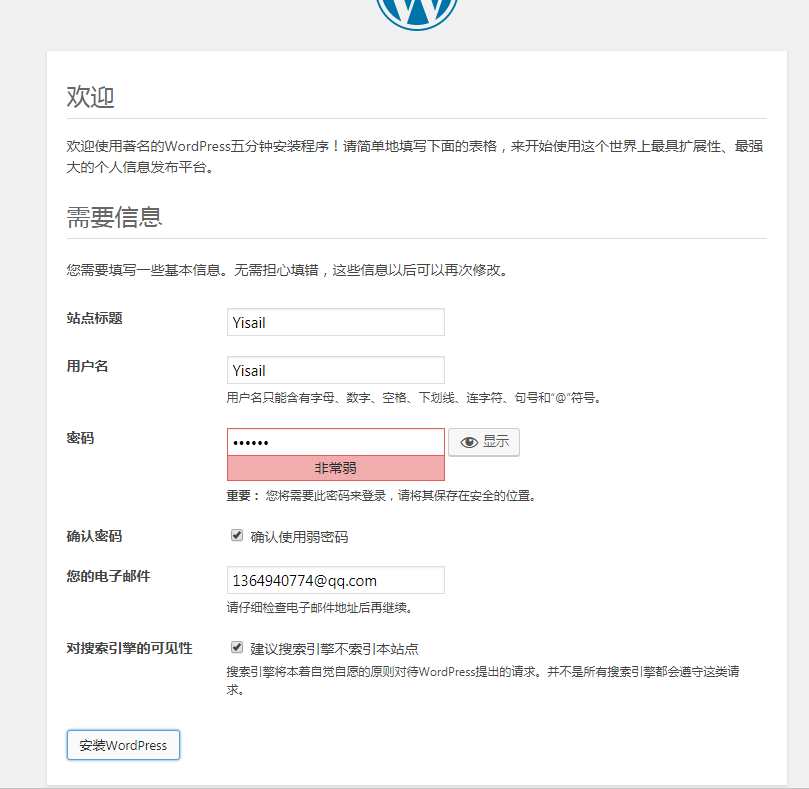 欢迎
欢迎使用著名的WordPress五分钟安装程序！请简单地填写下面的表格，来开始使用这个世界上最具扩展性、最强
大的个人信息发布平台。
需要信息
您需要填写一些基本信息。无需担心填错，这些信息以后可以再次修改。
站点标题
Yisail
用户名
Yisail
用户名只能含有字母、数字、空格、下划线、连字符、句号和“@”符号。
密码
••••••
显示
非常弱
重要： 您将需要此密码来登录，请将其保存在安全的位置。
确认密码
确认使用弱密码
您的电子邮件
1364940774@qq.com
请仔细检查电子邮件地址后再继续。
对搜索引擎的可见性
建议搜索引擎不索引本站点
搜索引擎将本着自觉自愿的原则对待WordPress提出的请求。并不是所有搜索引擎都会遵守这类请
求。
安装WordPress